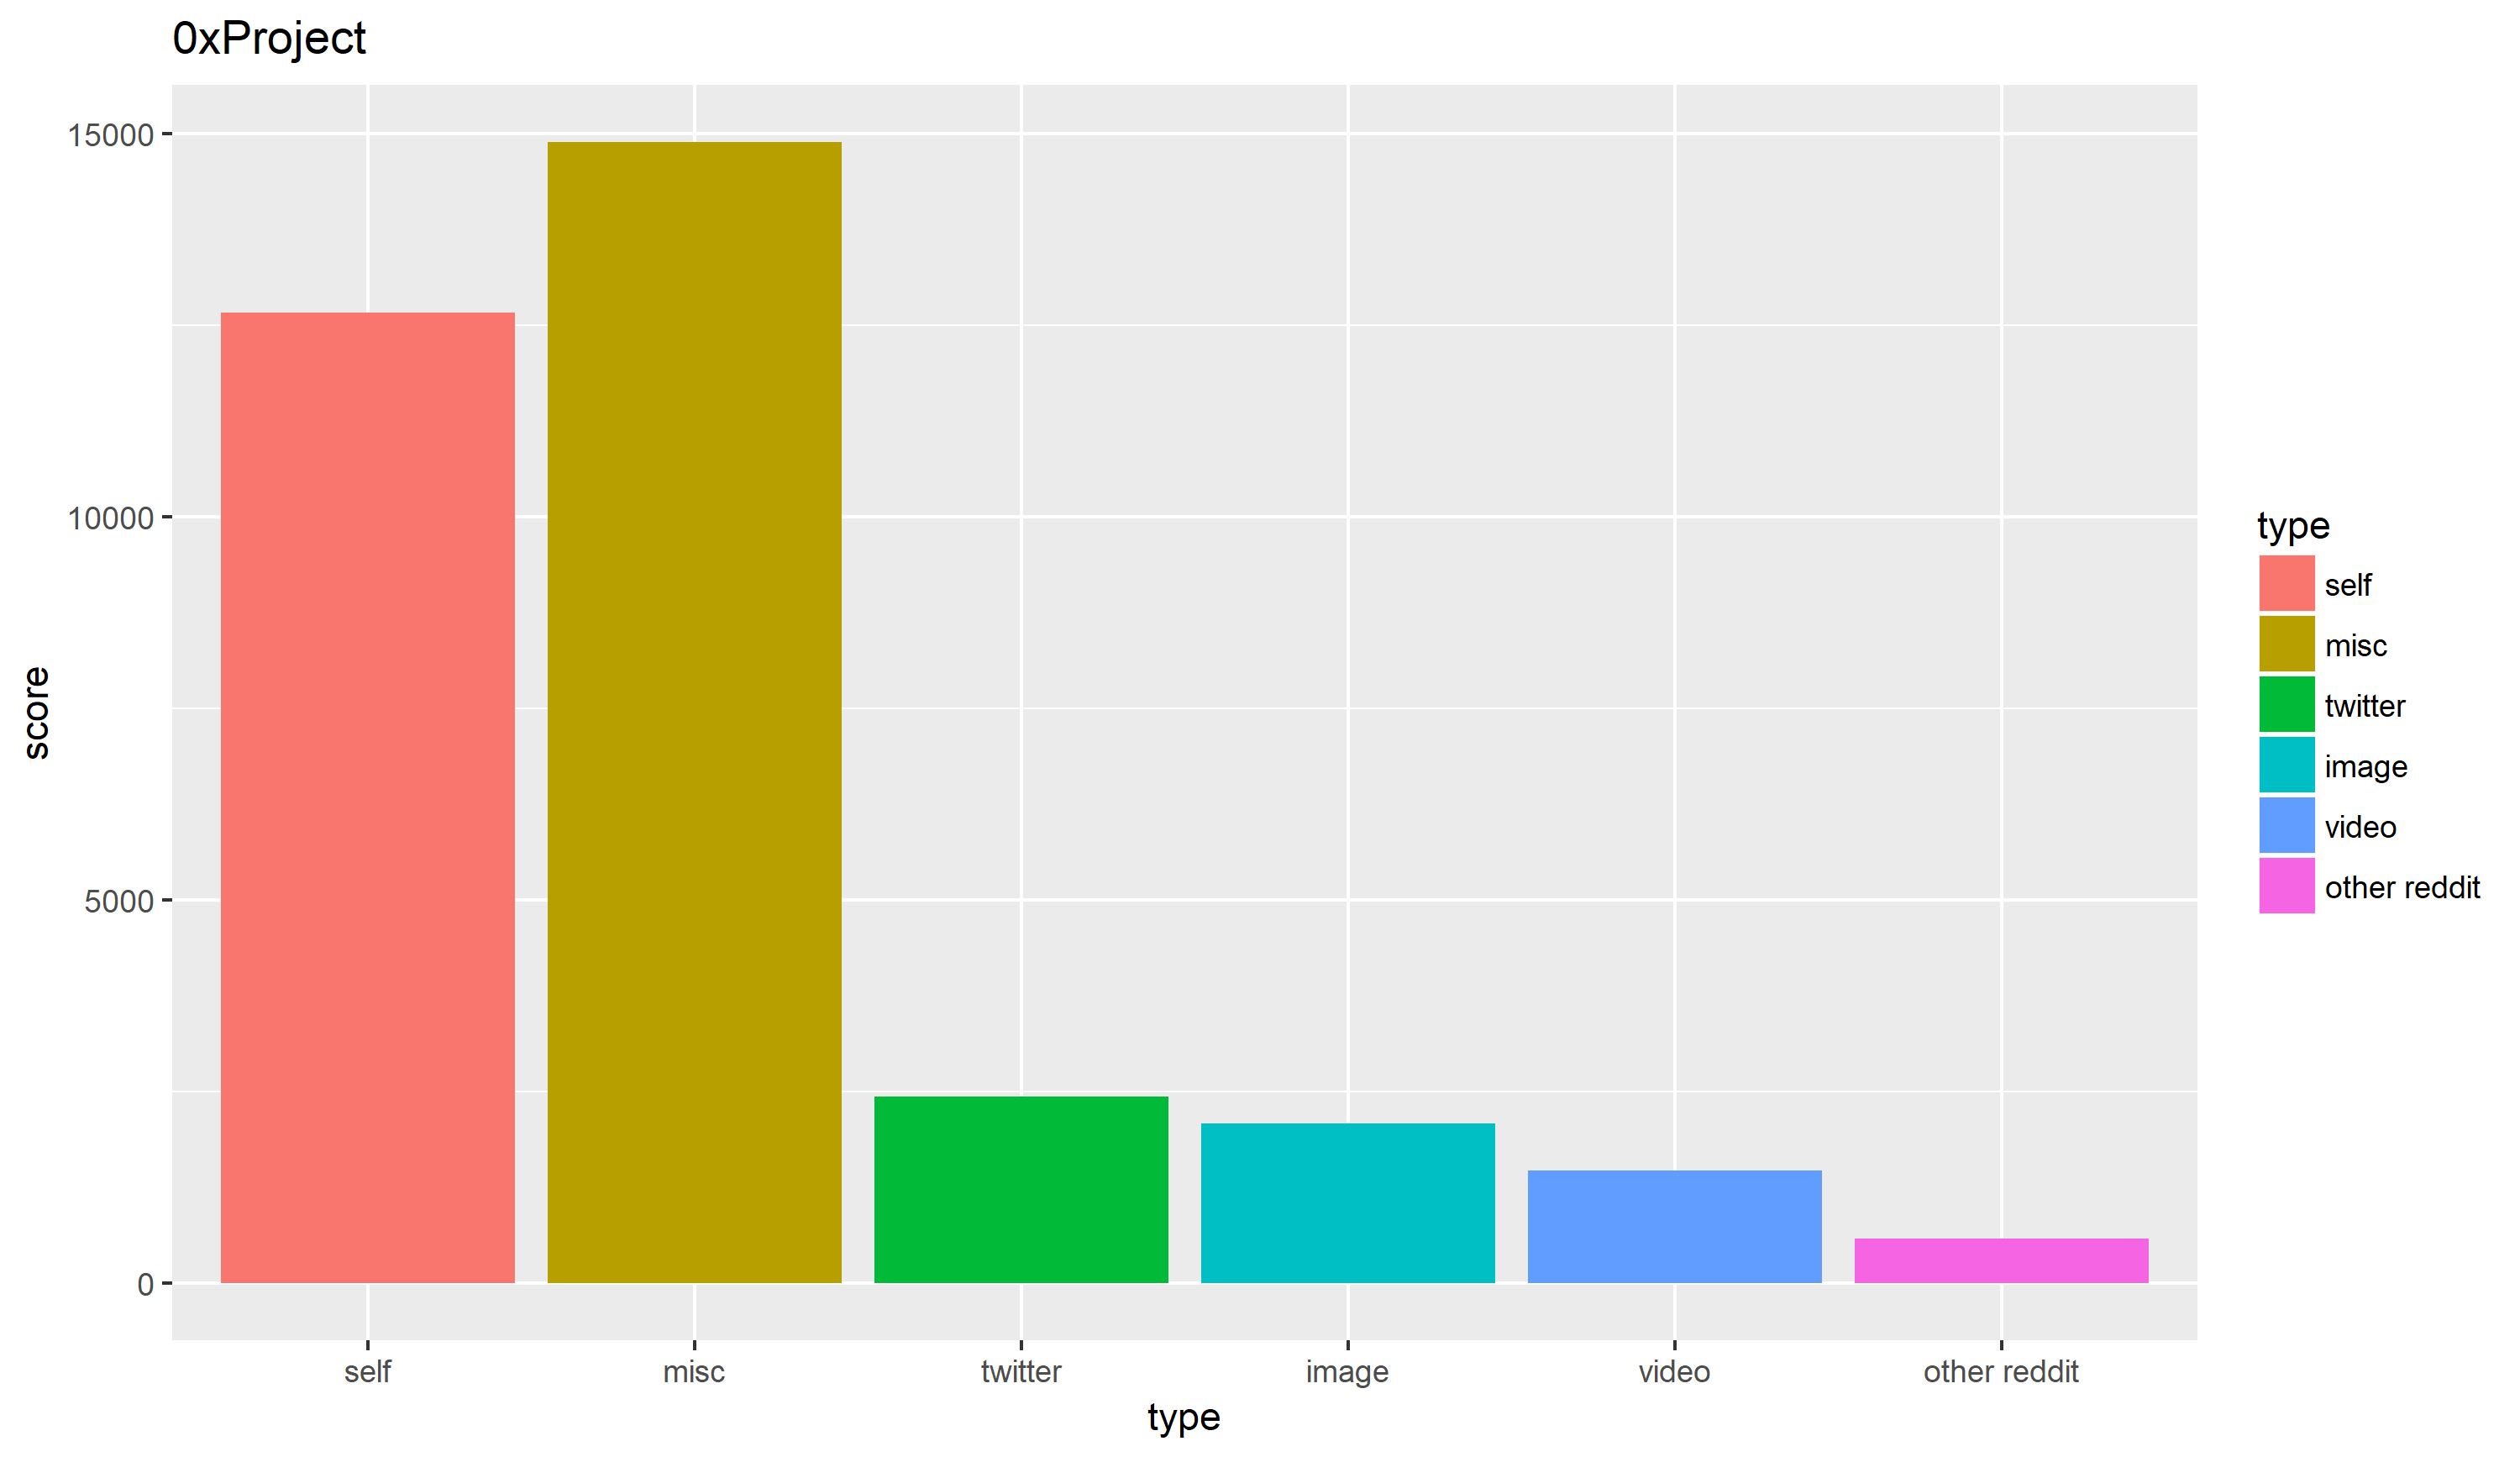 0xProject
15000
10000
5000
0
score
self
misc
twitter
image
video
other reddit
type
type
self
misc
twitter
image
video
other reddit